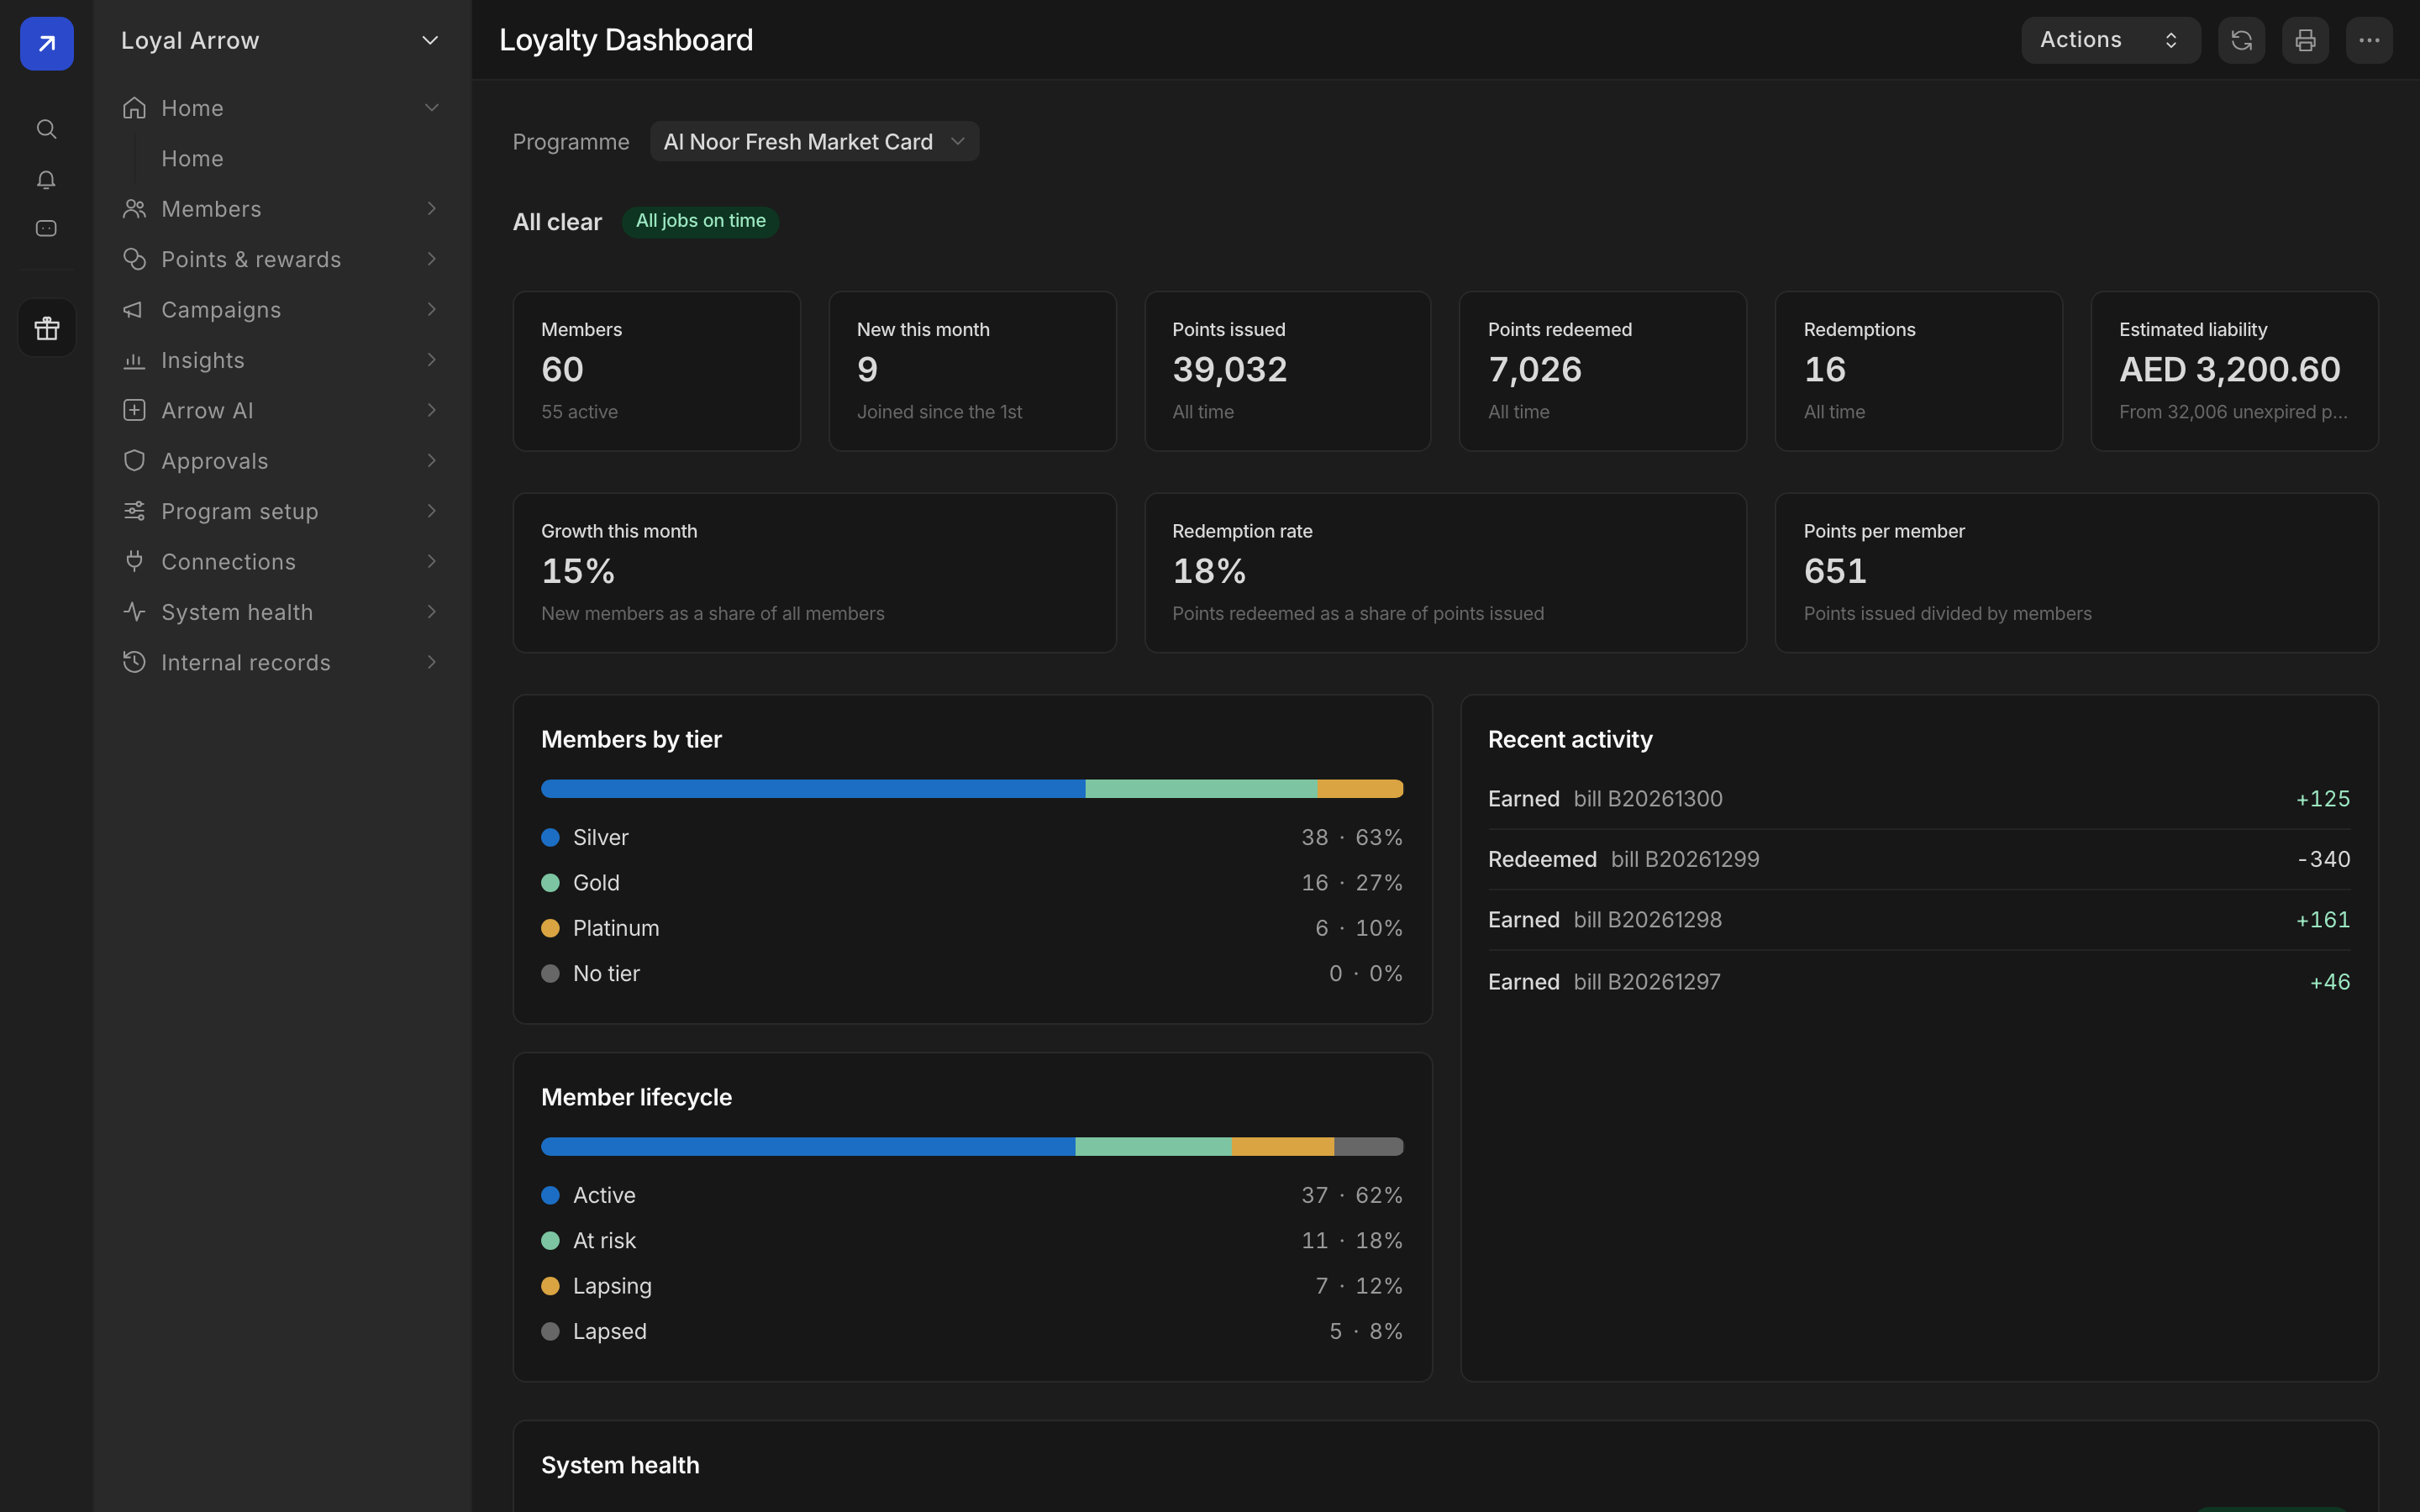 Loyal Arrow
Home
Home
Members
Points & rewards
Campaigns
Insights
Arrow AI
Approvals
Program setup
Connections
System health
Internal records
Loyalty Dashboard
Actions
Programme Al Noor Fresh Market Card
All clear All jobs on time
Members
60
55 active
New this month
9
Joined since the 1st
Points issued
39,032
All time
Points redeemed
7,026
All time
Redemptions
16
All time
Estimated liability
AED 3,200.60
From 32,006 unexpired p...
Growth this month
15%
New members as a share of all members
Redemption rate
18%
Points redeemed as a share of points issued
Points per member
651
Points issued divided by members
Members by tier
Silver 38 · 63%
Gold 16 · 27%
Platinum 6 · 10%
No tier 0 · 0%
Recent activity
Earned bill B20261300 +125
Redeemed bill B20261299 -340
Earned bill B20261298 +161
Earned bill B20261297 +46
Member lifecycle
Active 37 · 62%
At risk 11 · 18%
Lapsing 7 · 12%
Lapsed 5 · 8%
System health